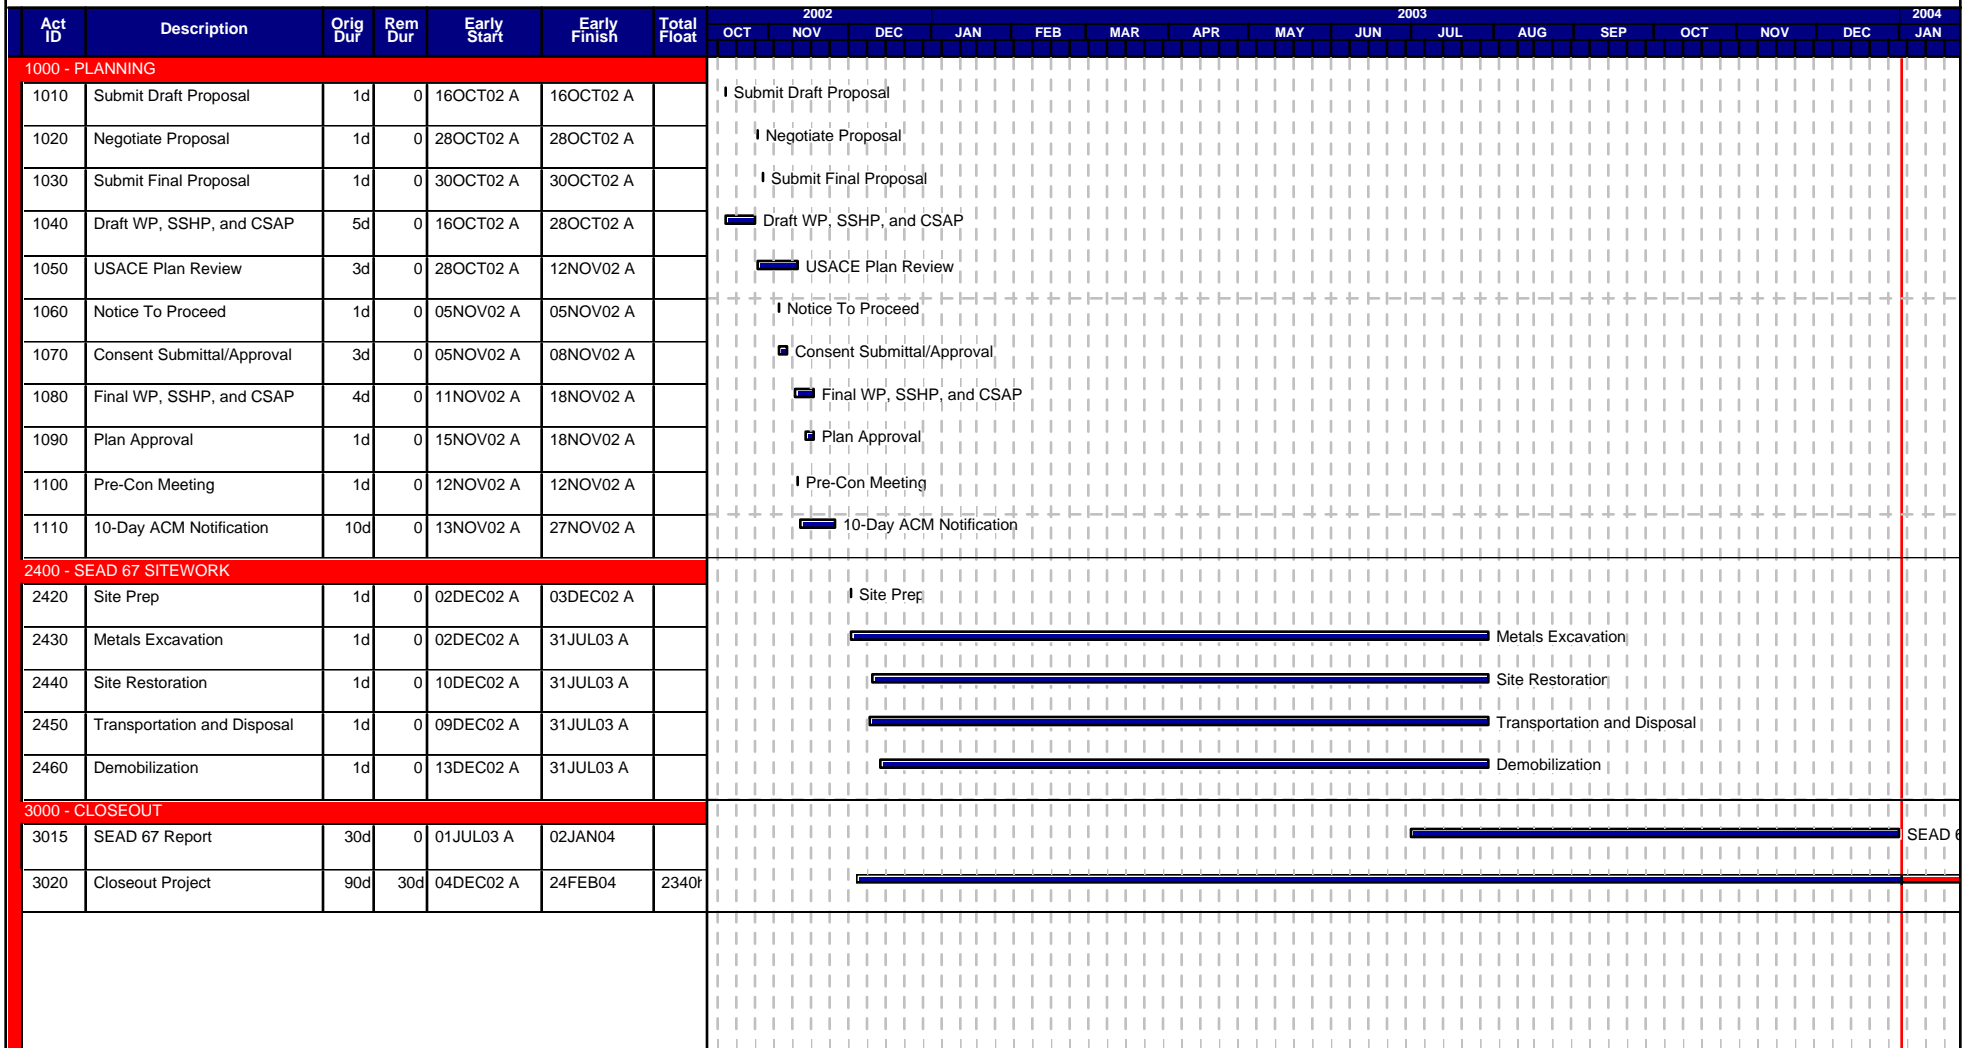 Act ID Description Orig Dur Rem Dur Early Start Early Finish Total Float
2002 2003 2004
OCT NOV DEC JAN FEB MAR APR MAY JUN JUL AUG SEP OCT NOV DEC JAN
1000 - PLANNING
1010 Submit Draft Proposal 1d 0 16OCT02 A 16OCT02 A Submit Draft Proposal
1020 Negotiate Proposal 1d 0 28OCT02 A 28OCT02 A Negotiate Proposal
1030 Submit Final Proposal 1d 0 30OCT02 A 30OCT02 A Submit Final Proposal
1040 Draft WP, SSHP, and CSAP 5d 0 16OCT02 A 28OCT02 A Draft WP, SSHP, and CSAP
1050 USACE Plan Review 3d 0 28OCT02 A 12NOV02 A USACE Plan Review
1060 Notice To Proceed 1d 0 05NOV02 A 05NOV02 A Notice To Proceed
1070 Consent Submittal/Approval 3d 0 05NOV02 A 08NOV02 A Consent Submittal/Approval
1080 Final WP, SSHP, and CSAP 4d 0 11NOV02 A 18NOV02 A Final WP, SSHP, and CSAP
1090 Plan Approval 1d 0 15NOV02 A 18NOV02 A Plan Approval
1100 Pre-Con Meeting 1d 0 12NOV02 A 12NOV02 A Pre-Con Meeting
1110 10-Day ACM Notification 10d 0 13NOV02 A 27NOV02 A 10-Day ACM Notification
2400 - SEAD 67 SITEWORK
2420 Site Prep 1d 0 02DEC02 A 03DEC02 A Site Prep
2430 Metals Excavation 1d 0 02DEC02 A 31JUL03 A Metals Excavation
2440 Site Restoration 1d 0 10DEC02 A 31JUL03 A Site Restoration
2450 Transportation and Disposal 1d 0 09DEC02 A 31JUL03 A Transportation and Disposal
2460 Demobilization 1d 0 13DEC02 A 31JUL03 A Demobilization
3000 - CLOSEOUT
3015 SEAD 67 Report 30d 0 01JUL03 A 02JAN04 SEAD
3020 Closeout Project 90d 30d 04DEC02 A 24FEB04 2340h